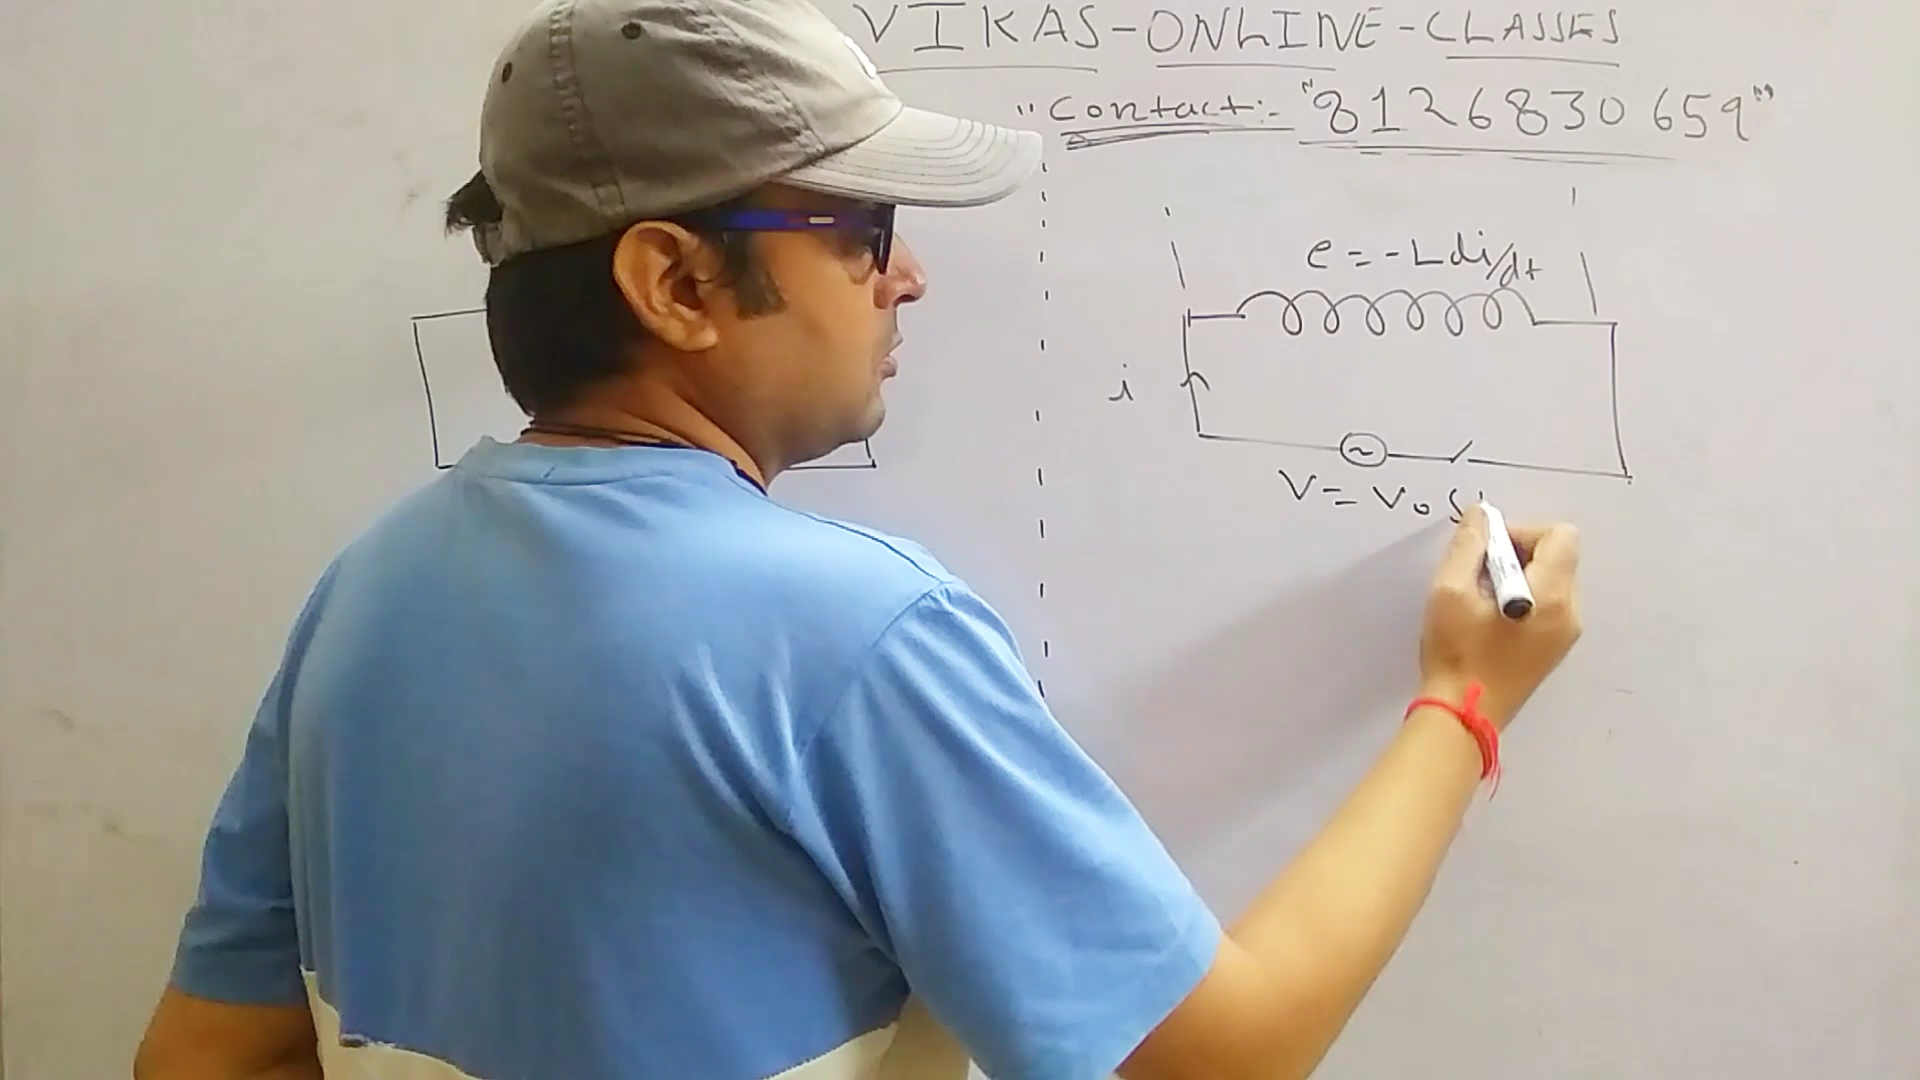 VIKAS-ONLINE-CLASSES
"Contact:- "8126830659"
e = -Ldi/dt
i
~
V = V₀ S